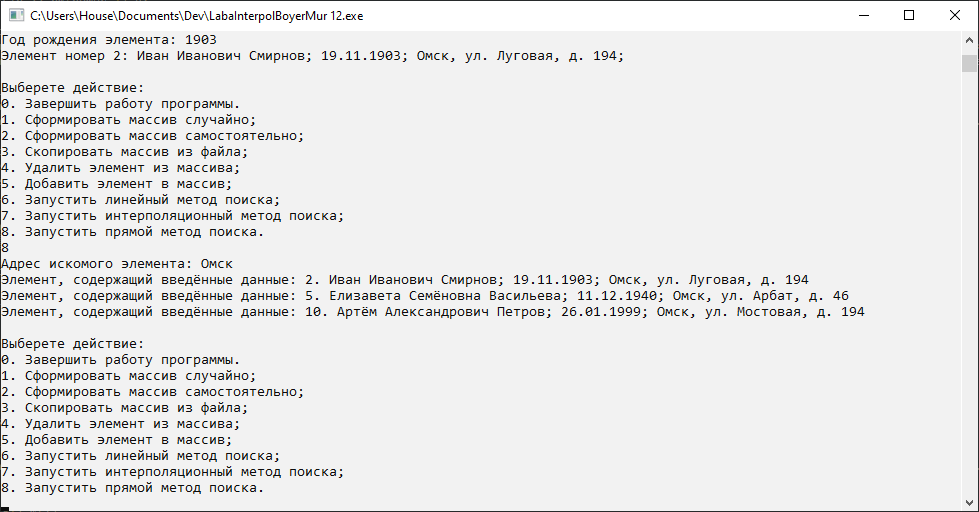 C:\Users\House\Documents\Dev\LabaInterpolBoyerMur 12.exe
Год рождения элемента: 1903
Элемент номер 2: Иван Иванович Смирнов; 19.11.1903; Омск, ул. Луговая, д. 194;
Выберете действие:
0. Завершить работу программы.
1. Сформировать массив случайно;
2. Сформировать массив самостоятельно;
3. Скопировать массив из файла;
4. Удалить элемент из массива;
5. Добавить элемент в массив;
6. Запустить линейный метод поиска;
7. Запустить интерполяционный метод поиска;
8. Запустить прямой метод поиска.
8
Адрес искомого элемента: Омск
Элемент, содержащий введённые данные: 2. Иван Иванович Смирнов; 19.11.1903; Омск, ул. Луговая, д. 194
Элемент, содержащий введённые данные: 5. Елизавета Семёновна Васильева; 11.12.1940; Омск, ул. Арбат, д. 46
Элемент, содержащий введённые данные: 10. Артём Александрович Петров; 26.01.1999; Омск, ул. Мостовая, д. 194
Выберете действие:
0. Завершить работу программы.
1. Сформировать массив случайно;
2. Сформировать массив самостоятельно;
3. Скопировать массив из файла;
4. Удалить элемент из массива;
5. Добавить элемент в массив;
6. Запустить линейный метод поиска;
7. Запустить интерполяционный метод поиска;
8. Запустить прямой метод поиска.